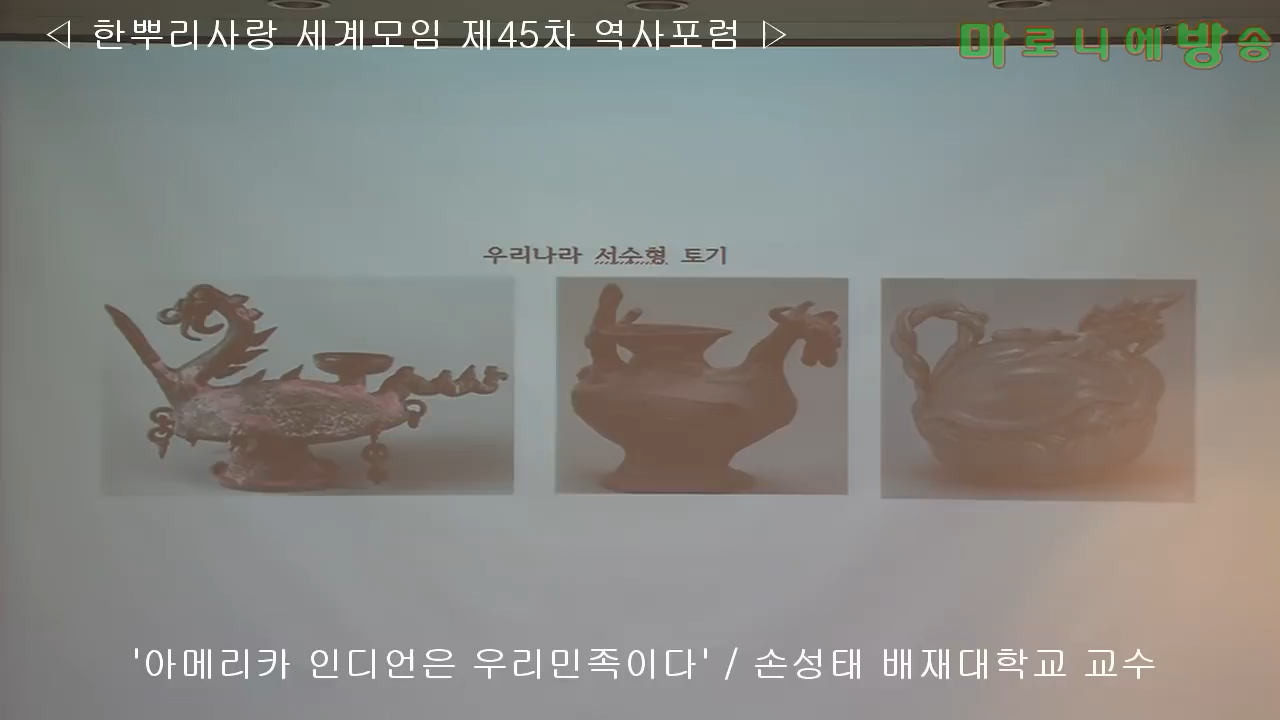 ◁ 한뿌리사랑 세계모임 제45차 역사포럼 ▷
마로니에방송
우리나라 서수형 토기
'아메리카 인디언은 우리민족이다' / 손성태 배재대학교 교수